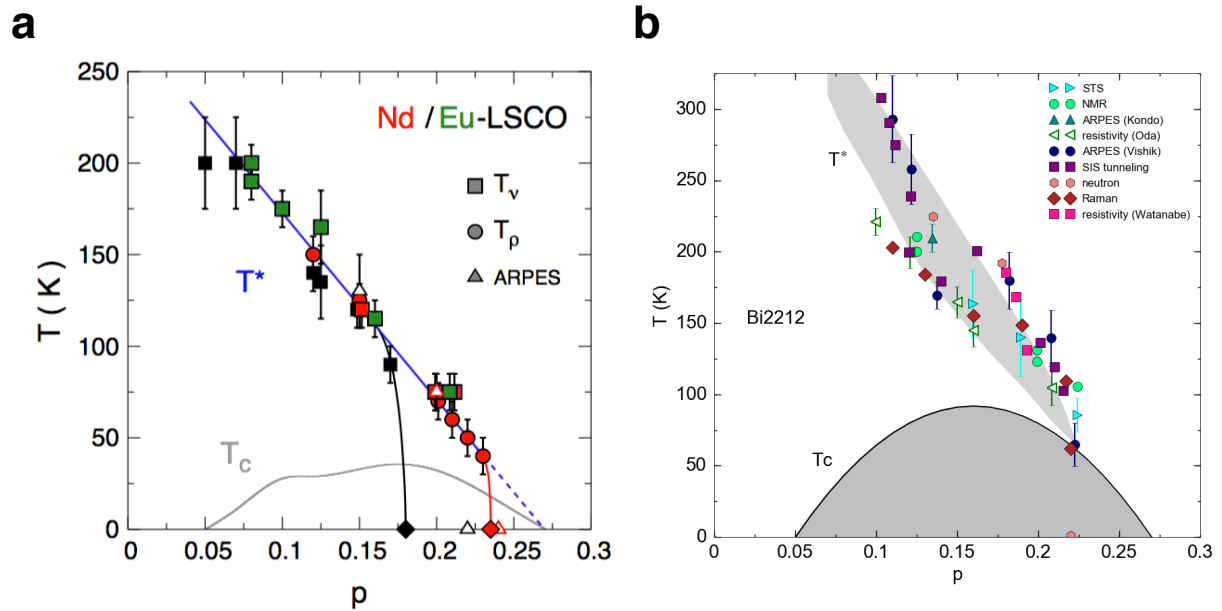 a
250
200
150
100
50
0
T ( K )
Nd / Eu-LSCO
Tν
Tρ
ARPES
T*
Tc
0
0.05
0.1
0.15
0.2
0.25
0.3
p
b
300
250
200
150
100
50
0
T (K)
STS
NMR
ARPES (Kondo)
resistivity (Oda)
ARPES (Vishik)
SIS tunneling
neutron
Raman
resistivity (Watanabe)
T*
Bi2212
Tc
0
0.05
0.1
0.15
0.2
0.25
0.3
p